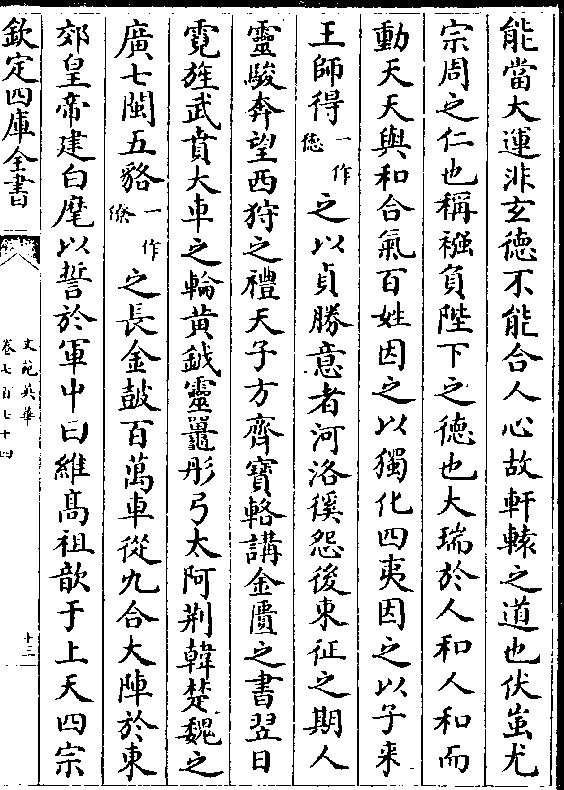 能當大運非玄德不能合人心故軒轅之道也伏蚩尤
宗周之仁也稱襁負陛下之德也大瑞於人和人和而
動天天與和合氣百姓因之以獨化四夷因之以子来
王師得一作德之以貞勝意者河洛徯怨後東征之期人
靈駿奔望西狩之禮天子方齊寳輅講金匱之書翌日
霓旌武賁大車之輪黄鉞靈鼉彤弓太阿荆韓楚魏之
廣七閩五貉一作獠之長金鼓百萬車從九合大陣於東
郊皇帝建白麾以誓於軍中曰維髙祖歆于上天四宗
欽定四庫全書
文苑英華
卷七百七十四
十三